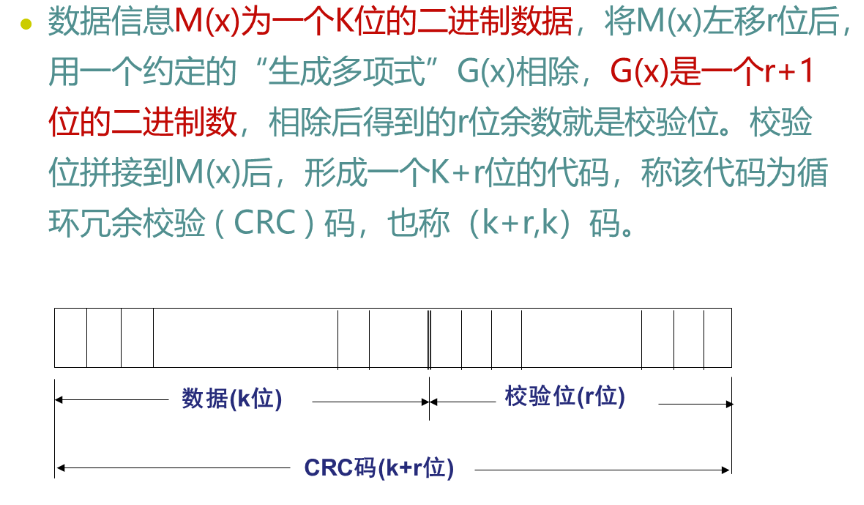 数据信息M(x)为一个K位的二进制数据，将M(x)左移r位后，
用一个约定的“生成多项式”G(x)相除，G(x)是一个r+1
位的二进制数，相除后得到的r位余数就是校验位。校验
位拼接到M(x)后，形成一个K+r位的代码，称该代码为循
环冗余校验（CRC）码，也称（k+r,k）码。
数据(k位)
校验位(r位)
CRC码(k+r位)